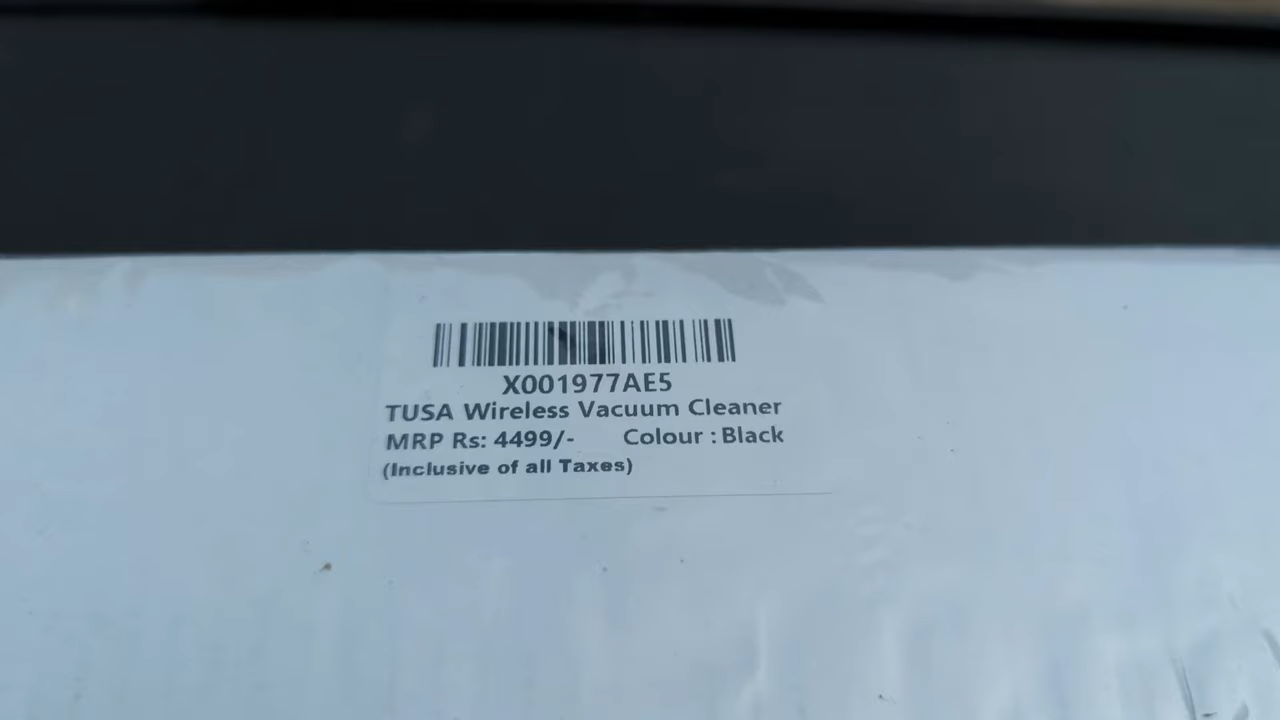 X001977AE5
TUSA Wireless Vacuum Cleaner
MRP Rs: 4499/- Colour : Black
(Inclusive of all Taxes)